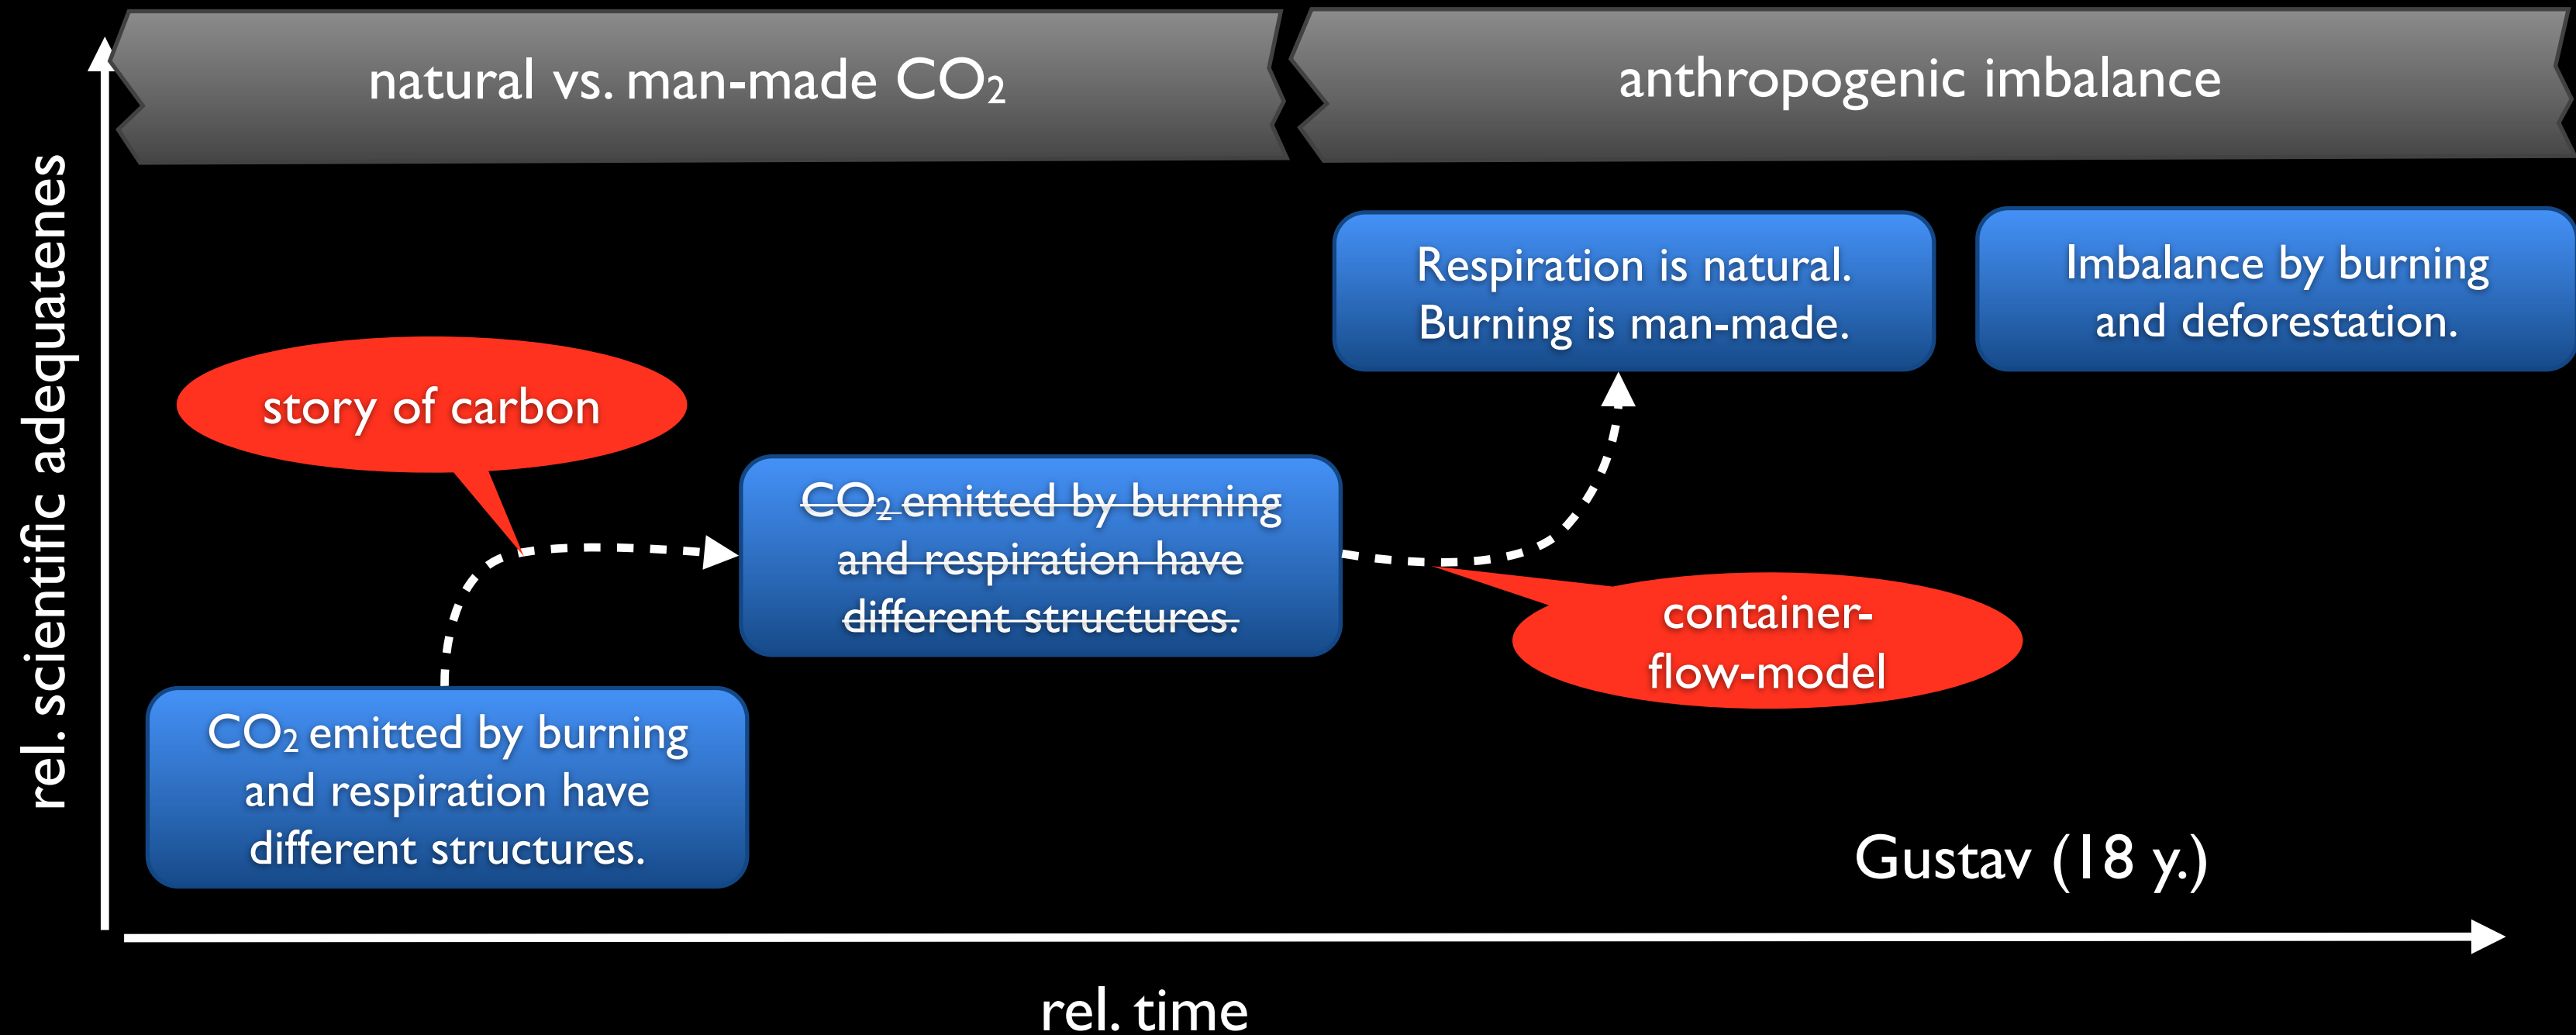 natural vs. man-made CO₂
anthropogenic imbalance
rel. scientific adequateness
Respiration is natural.
Burning is man-made.
Imbalance by burning
and deforestation.
story of carbon
CO₂ emitted by burning
and respiration have
different structures.
container-
flow-model
CO₂ emitted by burning
and respiration have
different structures.
Gustav (18 y.)
rel. time